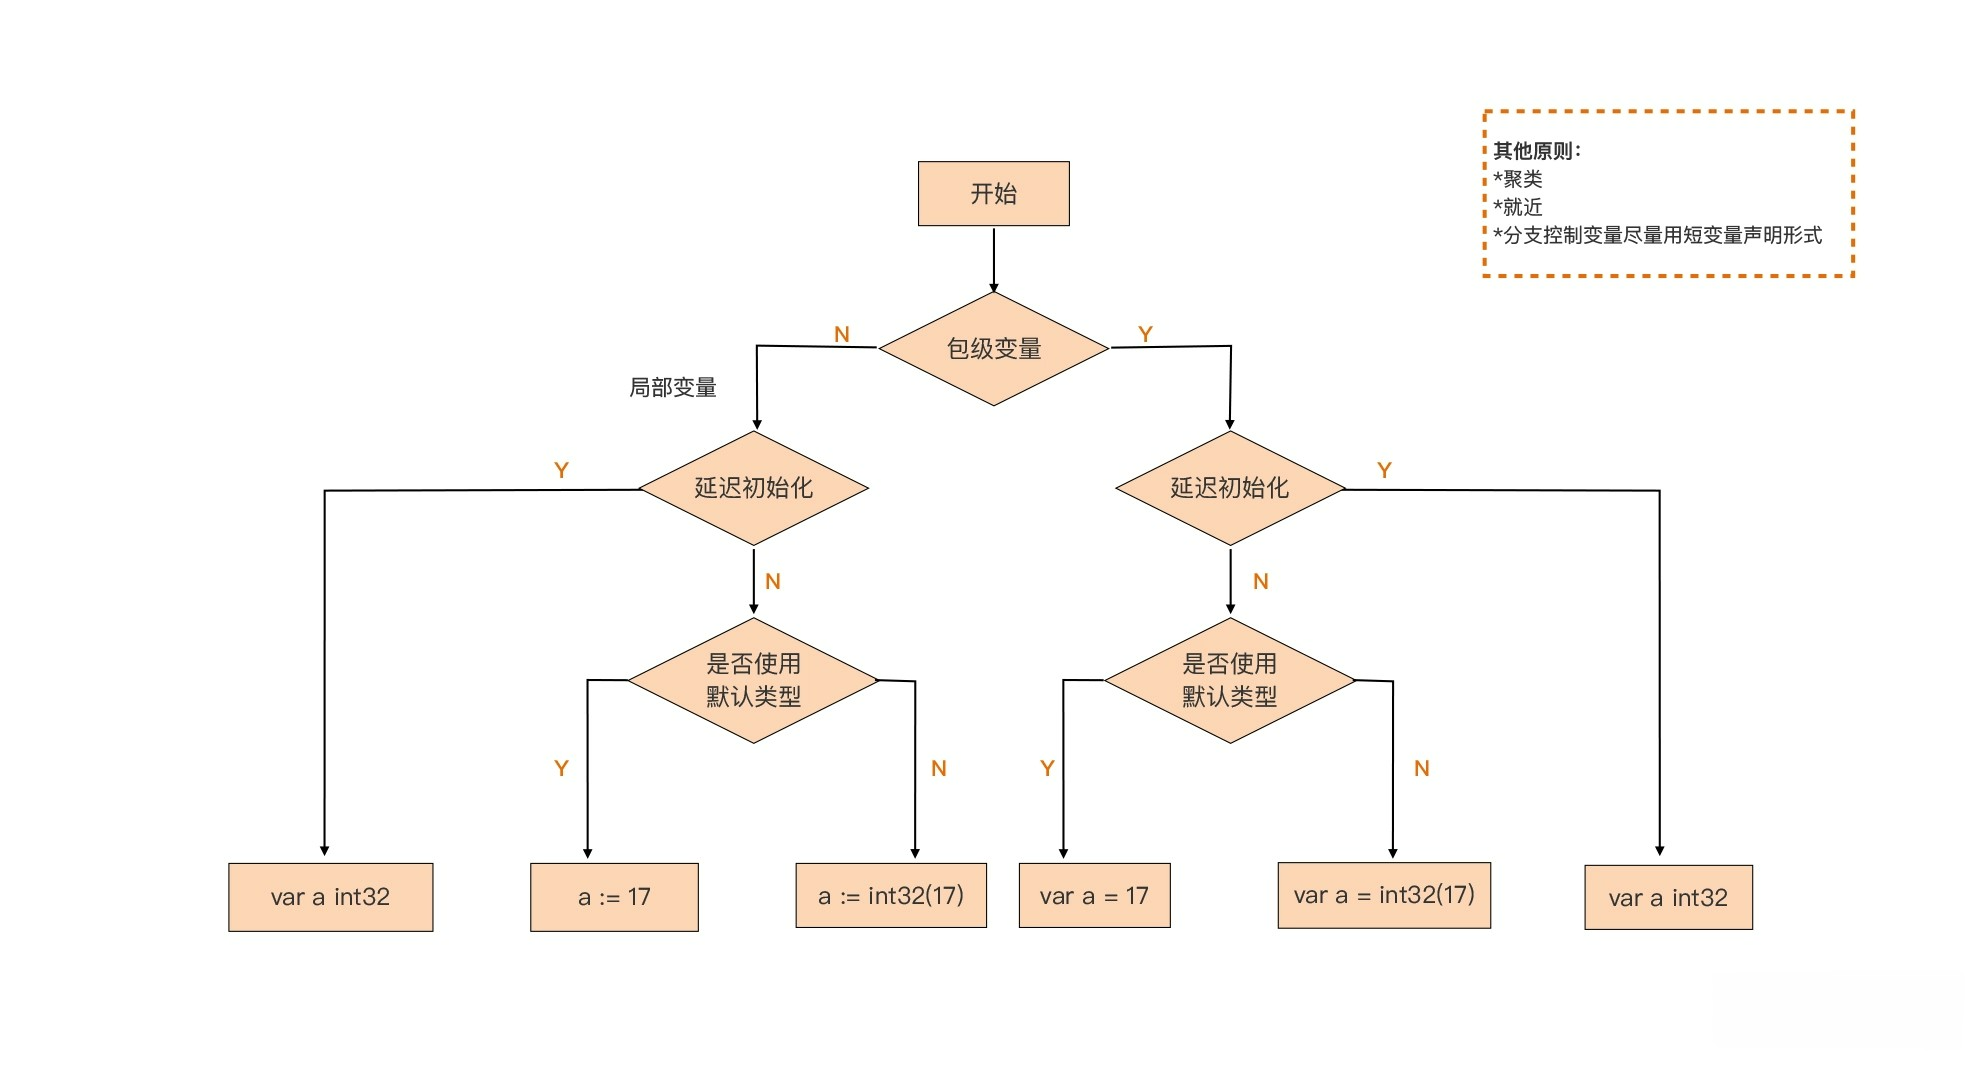 其他原则：
*聚类
*就近
*分支控制变量尽量用短变量声明形式
开始
包级变量
N
Y
局部变量
延迟初始化
延迟初始化
Y
Y
N
N
是否使用
默认类型
是否使用
默认类型
Y
N
Y
N
var a int32
a := 17
a := int32(17)
var a = 17
var a = int32(17)
var a int32